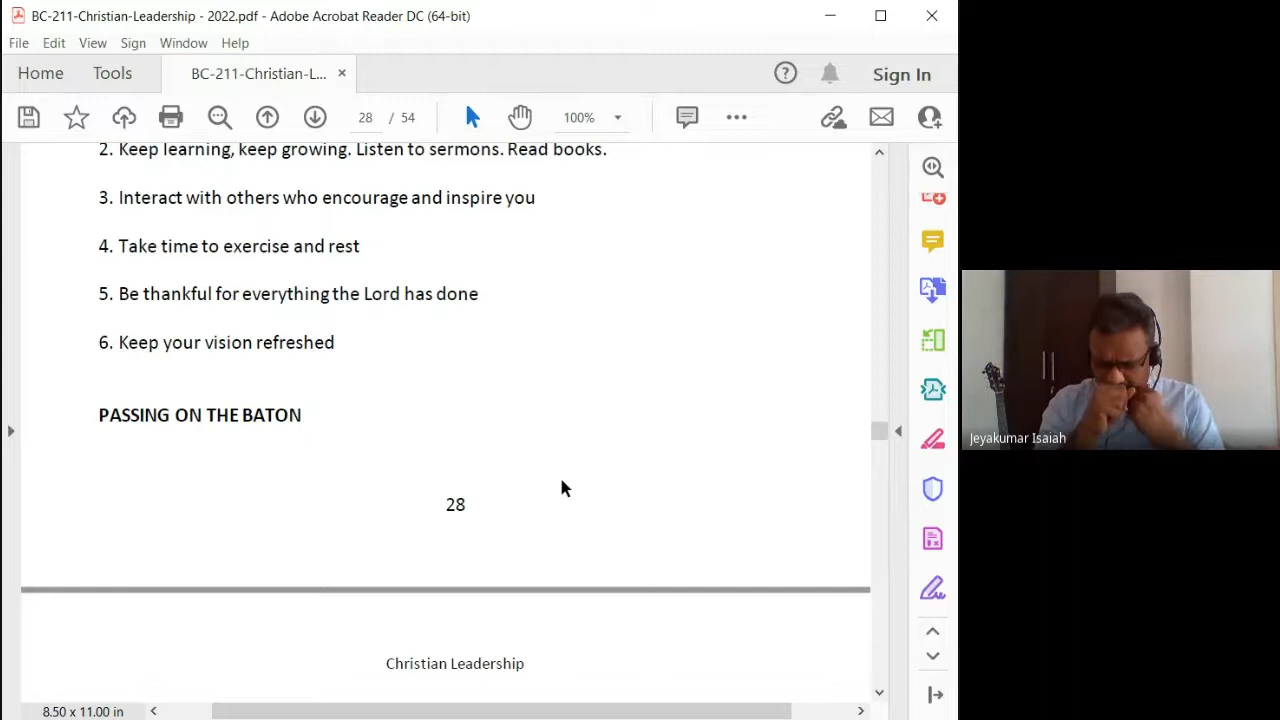 BC-211-Christian-Leadership - 2022.pdf - Adobe Acrobat Reader DC (64-bit)
File Edit View Sign Window Help
Home Tools BC-211-Christian-L... × Sign In
28 / 54 100%
2. Keep learning, keep growing. Listen to sermons. Read books.
3. Interact with others who encourage and inspire you
4. Take time to exercise and rest
5. Be thankful for everything the Lord has done
6. Keep your vision refreshed
PASSING ON THE BATON
28
Christian Leadership
8.50 x 11.00 in
Jeyakumar Isaiah